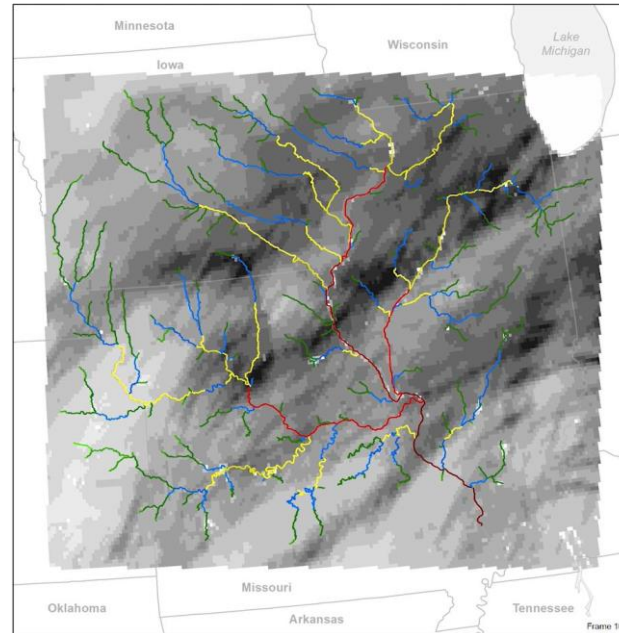 Minnesota
Wisconsin
Lake
Michigan
Iowa
Missouri
Oklahoma
Arkansas
Tennessee